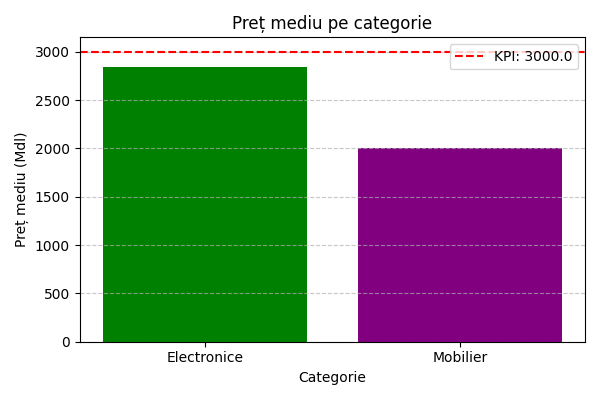 Preț mediu pe categorie
KPI: 3000.0
Preț mediu (Mdl)
3000
2500
2000
1500
1000
500
0
Electronice
Mobilier
Categorie